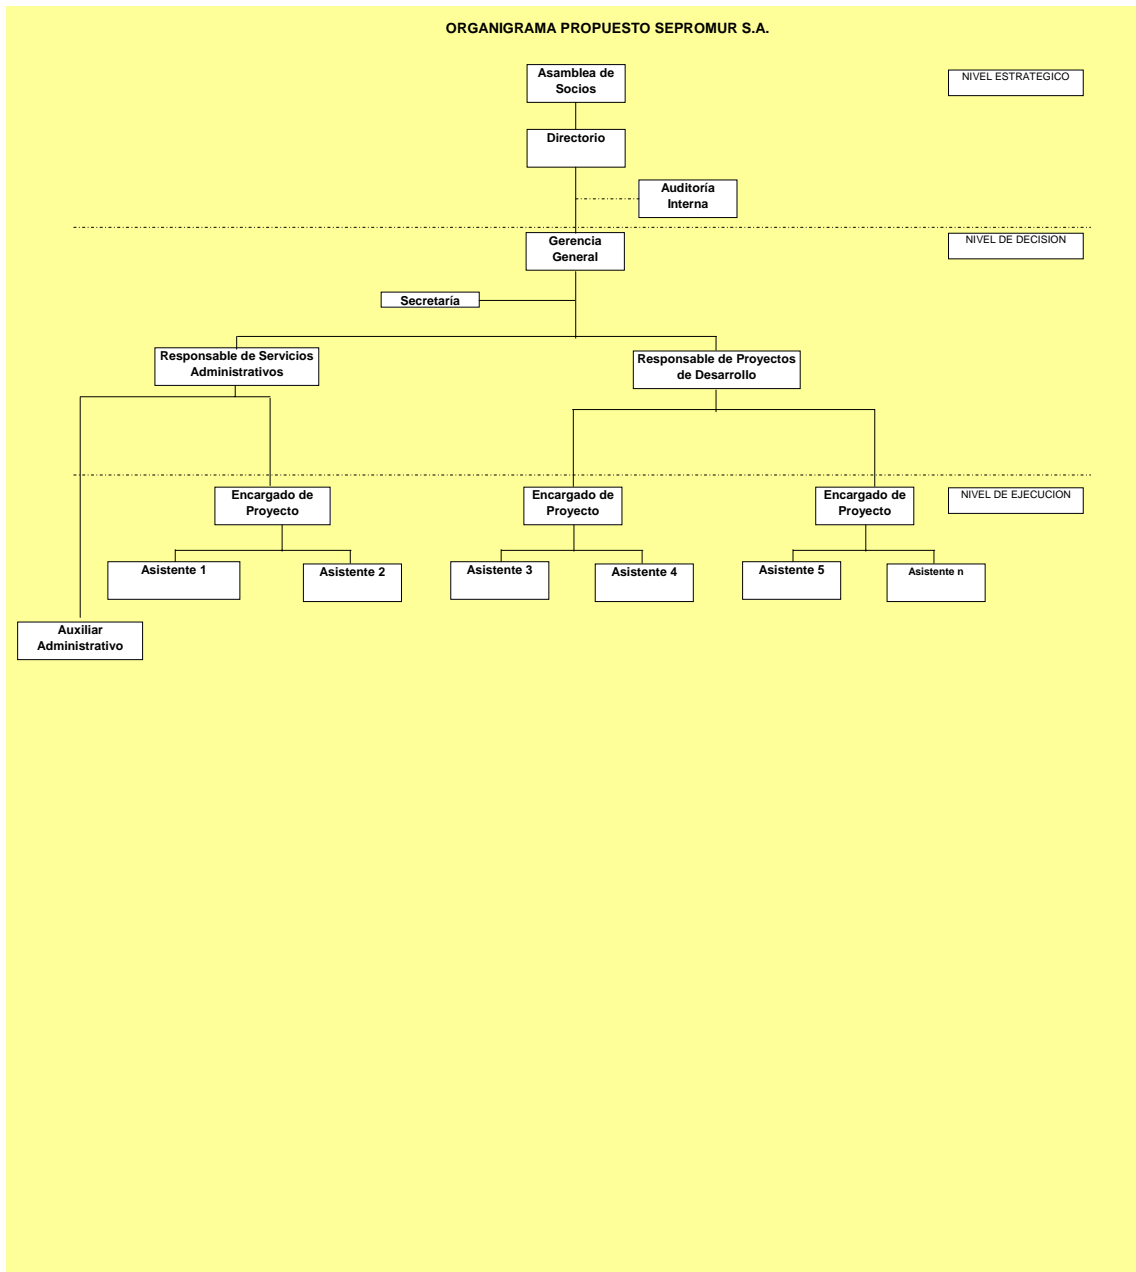 ORGANIGRAMA PROPUESTO SEPROMUR S.A.
Asamblea de
Socios
NIVEL ESTRATEGICO
Directorio
Auditoría
Interna
Gerencia
General
NIVEL DE DECISION
Secretaría
Responsable de Servicios
Administrativos
Responsable de Proyectos
de Desarrollo
Encargado de
Proyecto
Encargado de
Proyecto
Encargado de
Proyecto
NIVEL DE EJECUCION
Asistente 1
Asistente 2
Asistente 3
Asistente 4
Asistente 5
Asistente n
Auxiliar
Administrativo